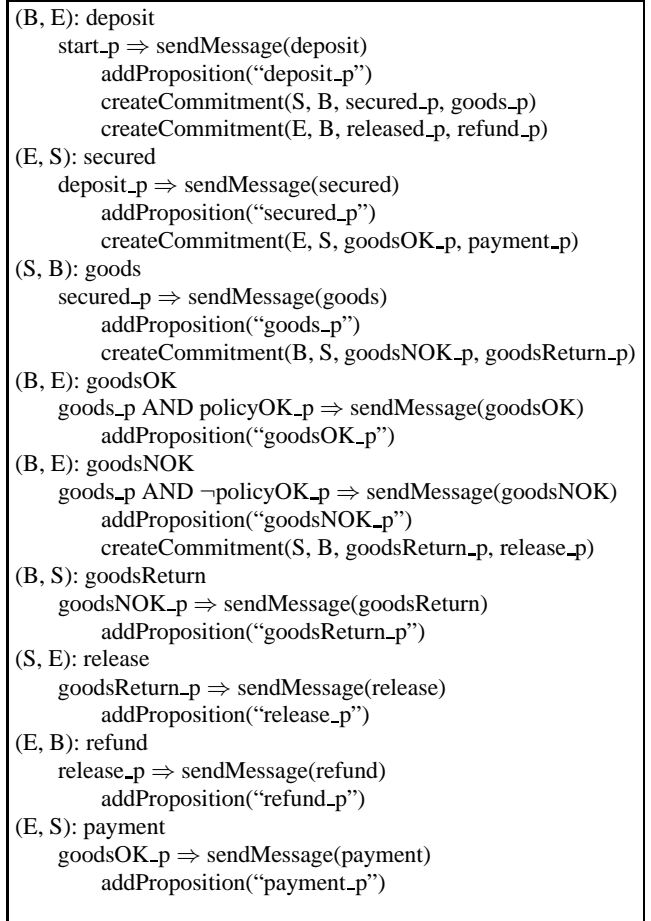 (B, E): deposit
start_p ⇒ sendMessage(deposit)
addProposition(“deposit_p”)
createCommitment(S, B, secured_p, goods_p)
createCommitment(E, B, released_p, refund_p)
(E, S): secured
deposit_p ⇒ sendMessage(secured)
addProposition(“secured_p”)
createCommitment(E, S, goodsOK_p, payment_p)
(S, B): goods
secured_p ⇒ sendMessage(goods)
addProposition(“goods_p”)
createCommitment(B, S, goodsNOK_p, goodsReturn_p)
(B, E): goodsOK
goods_p AND policyOK_p ⇒ sendMessage(goodsOK)
addProposition(“goodsOK_p”)
(B, E): goodsNOK
goods_p AND ¬policyOK_p ⇒ sendMessage(goodsNOK)
addProposition(“goodsNOK_p”)
createCommitment(S, B, goodsReturn_p, release_p)
(B, S): goodsReturn
goodsNOK_p ⇒ sendMessage(goodsReturn)
addProposition(“goodsReturn_p”)
(S, E): release
goodsReturn_p ⇒ sendMessage(release)
addProposition(“release_p”)
(E, B): refund
release_p ⇒ sendMessage(refund)
addProposition(“refund_p”)
(E, S): payment
goodsOK_p ⇒ sendMessage(payment)
addProposition(“payment_p”)